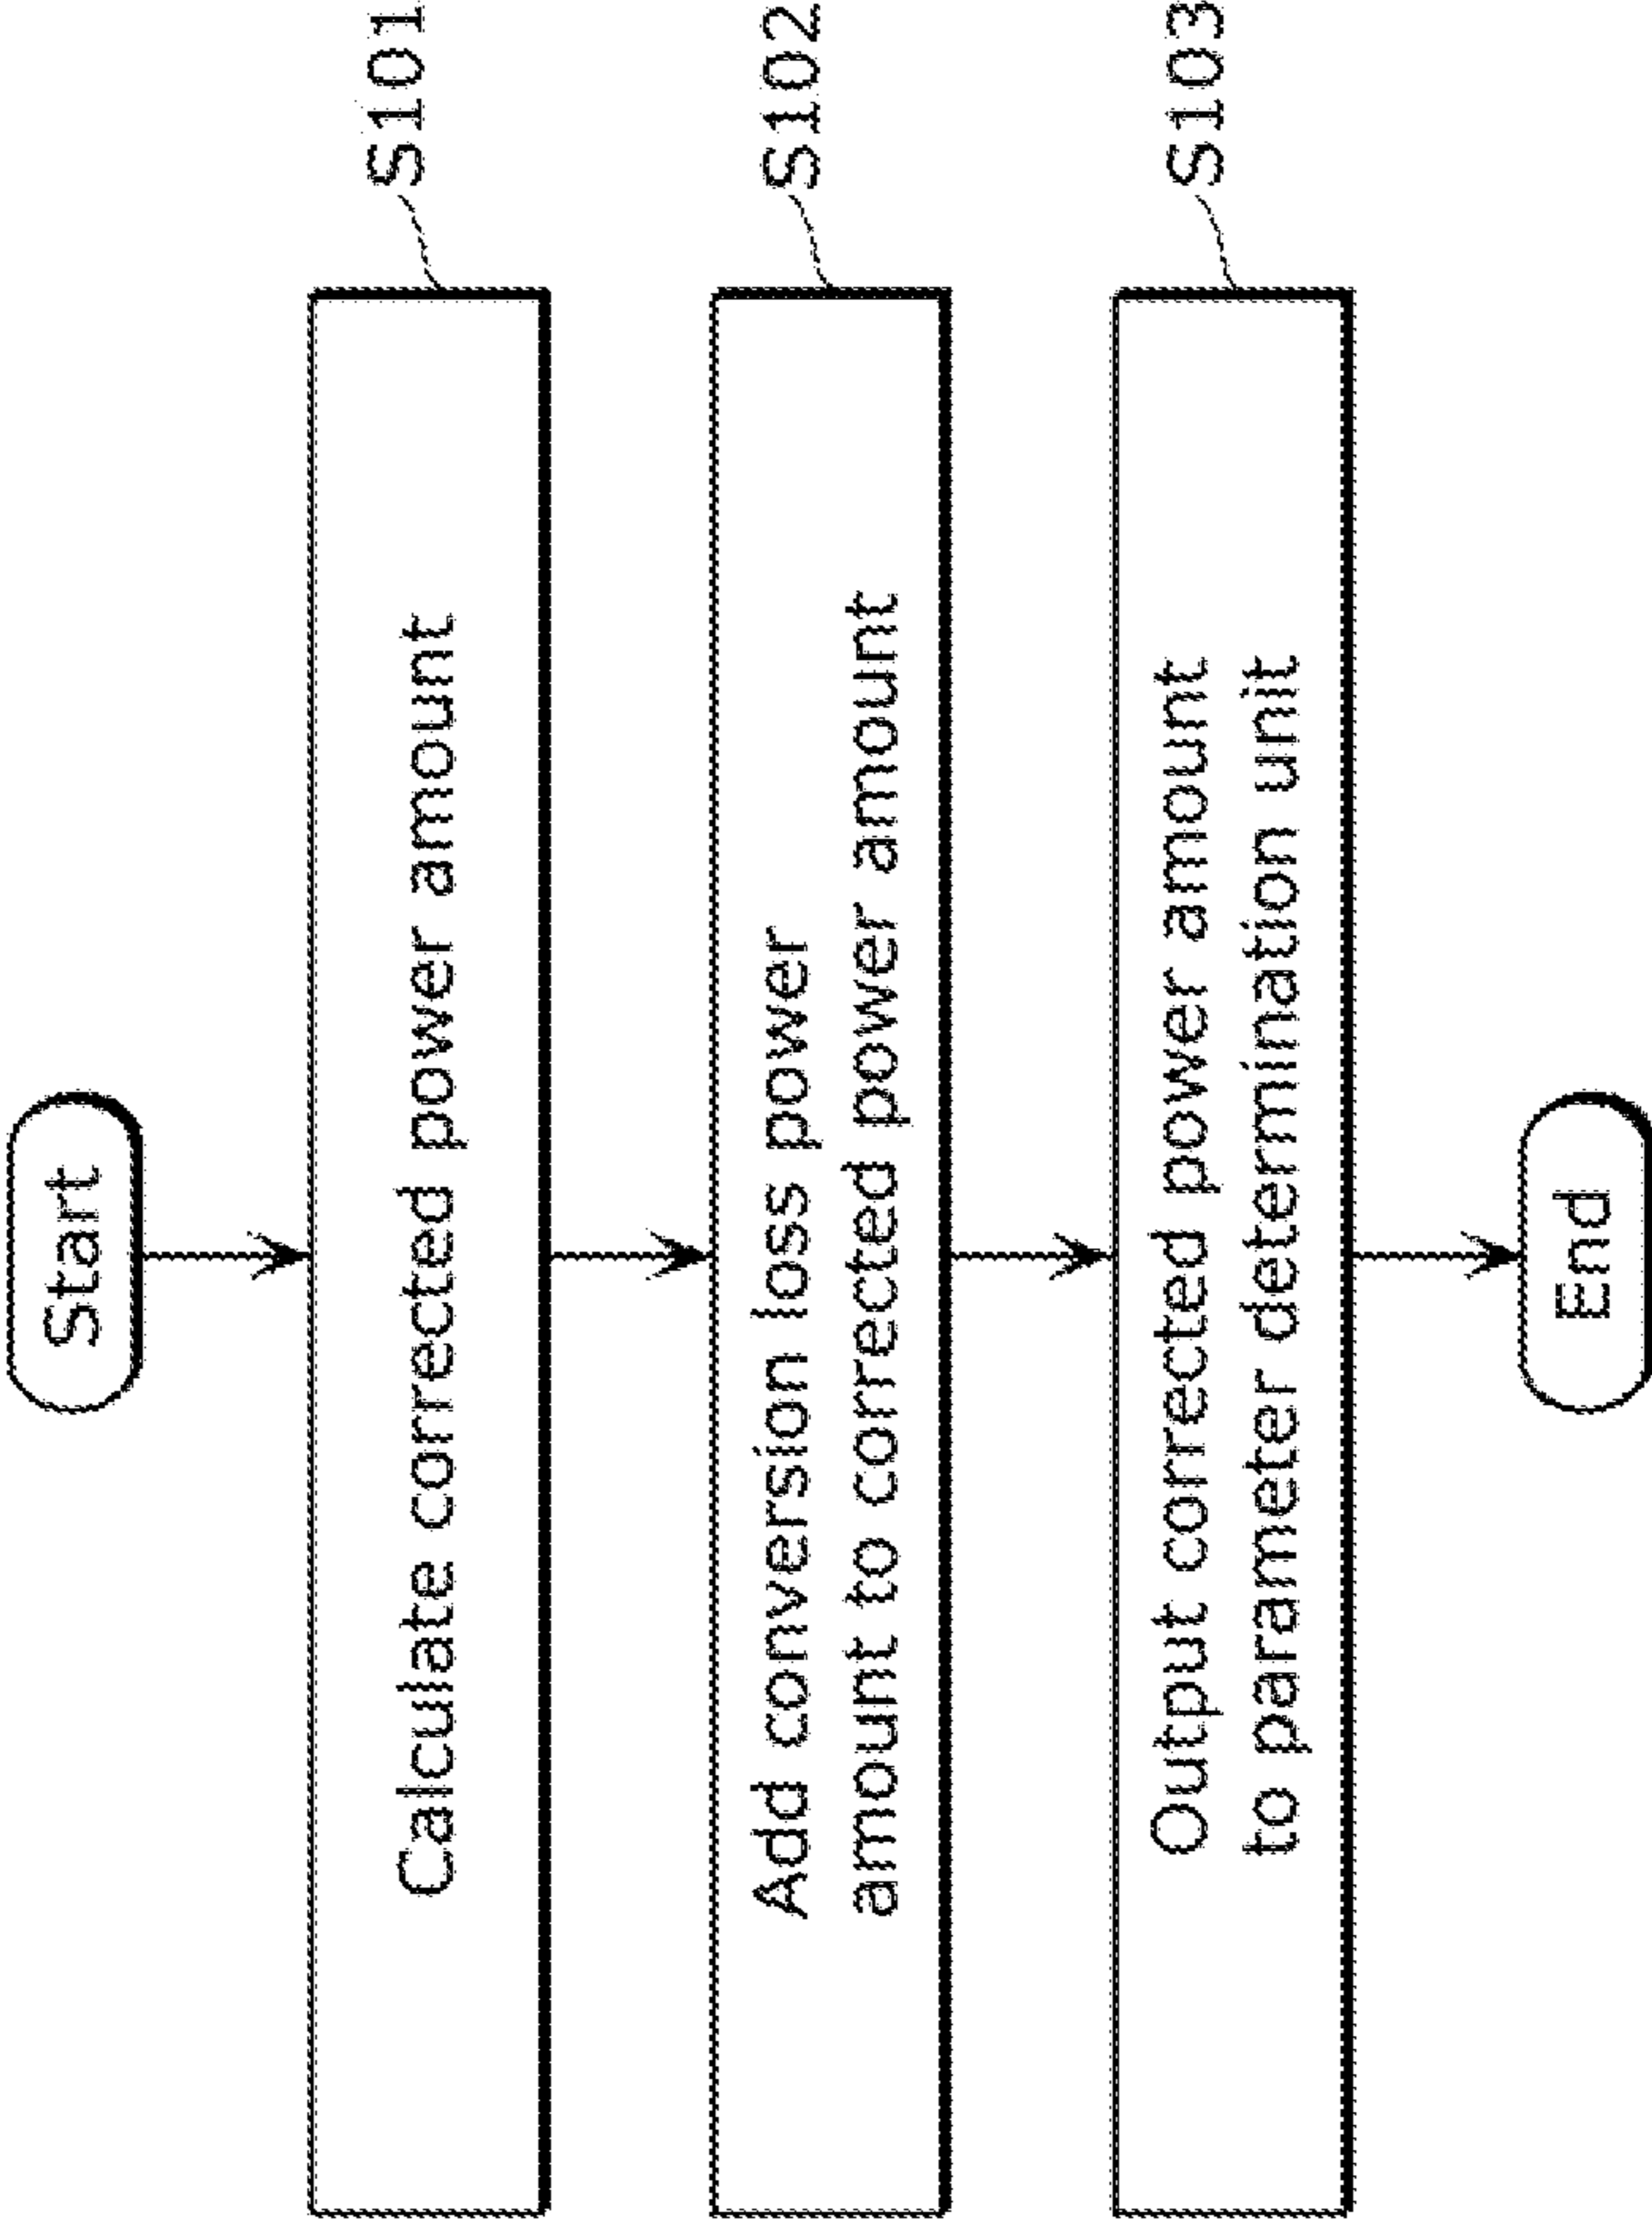 Start
Calculate corrected power amount
S101
Add conversion loss power
amount to corrected power amount
S102
Output corrected power amount
to parameter determination unit
S103
End